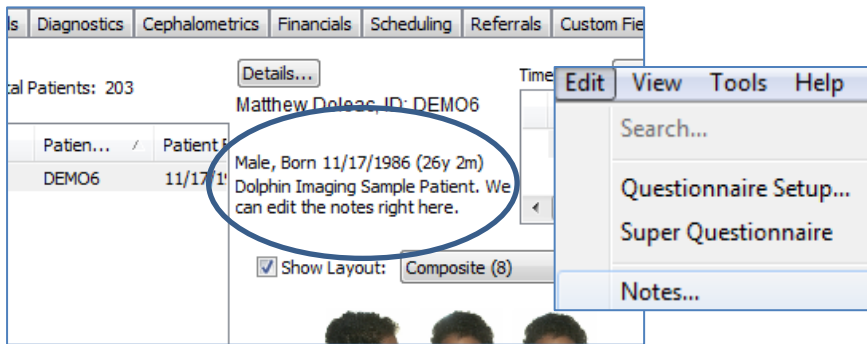 ls Diagnostics Cephalometrics Financials Scheduling Referrals Custom Fie
tal Patients: 203
Details...
Time
Matthew Doleac, ID: DEMO6
Patien... Patient
DEMO6 11/17/1
Male, Born 11/17/1986 (26y 2m)
Dolphin Imaging Sample Patient. We
can edit the notes right here.
Show Layout: Composite (8)
Edit View Tools Help
Search...
Questionnaire Setup...
Super Questionnaire
Notes...